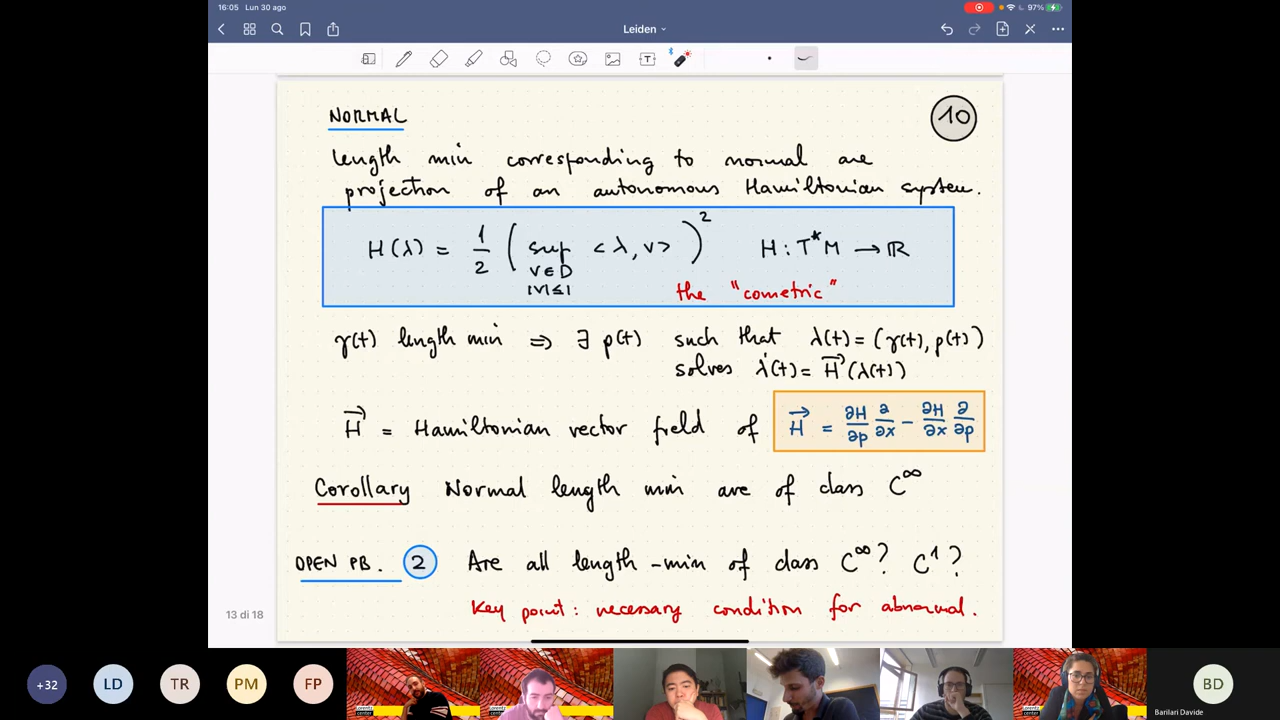 16:05 Lun 30 ago
97%
Leiden
NORMAL
10
length min corresponding to normal are
projection of an autonomous Hamiltonian system.
H(λ) = 1/2 ( sup <λ,v> )² H: T*M → ℝ
v∈D
|v|≤1
the "cometric"
γ(t) length min ⇒ ∃ p(t) such that λ(t)=(γ(t),p(t))
solves λ̇(t)=H⃗(λ(t))
H⃗ = Hamiltonian vector field of H⃗ = ∂H/∂p ∂/∂x − ∂H/∂x ∂/∂p
Corollary Normal length min are of class C^∞
OPEN PB. 2 Are all length-min of class C^∞? C¹?
Key point: necessary condition for abnormal.
13 di 18
+32 LD TR PM FP BD
Barilari Davide